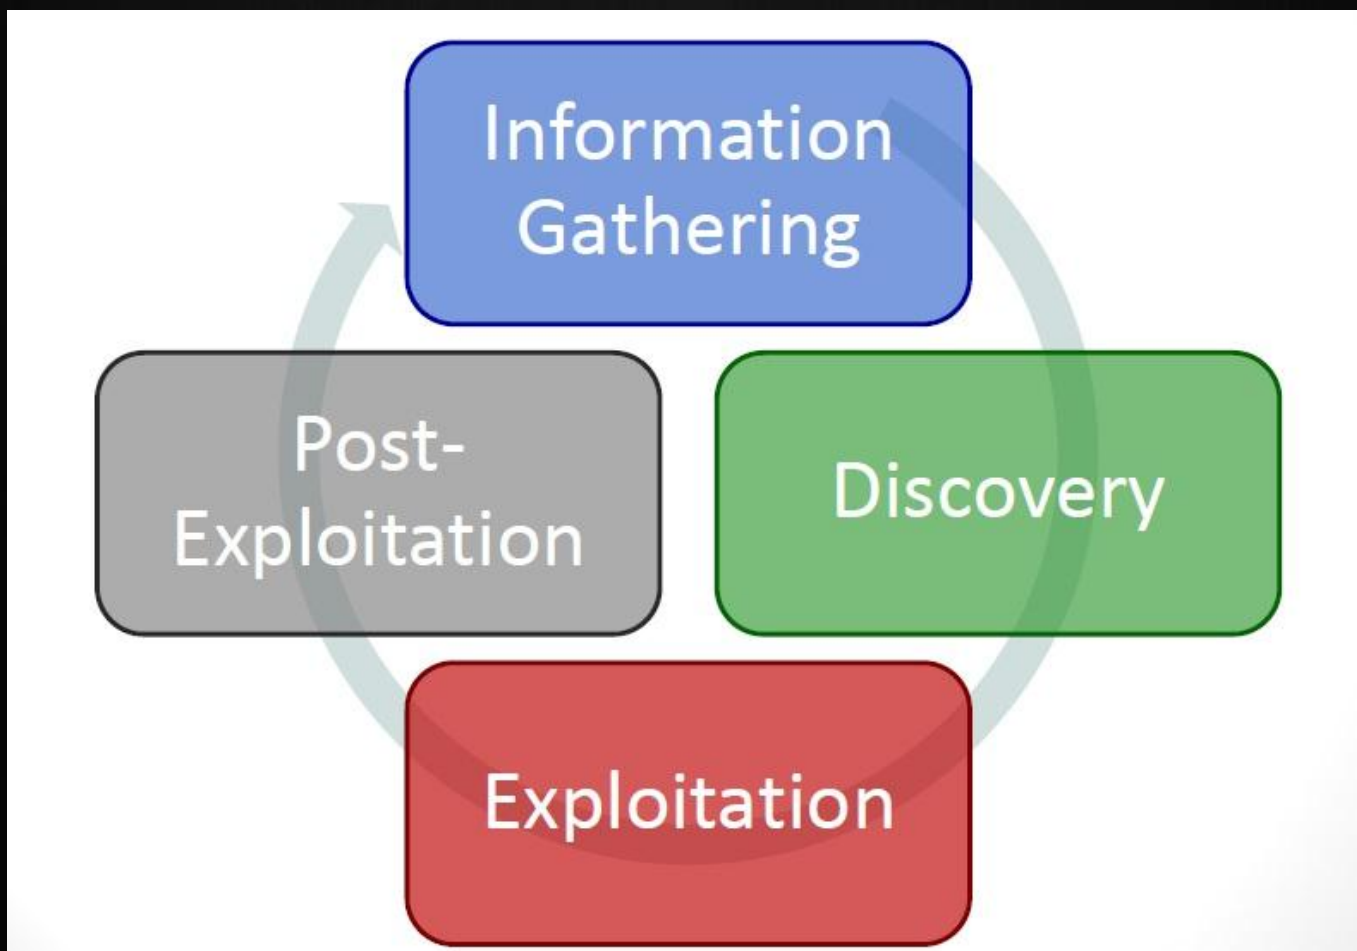 Information
Gathering
Discovery
Exploitation
Post-
Exploitation